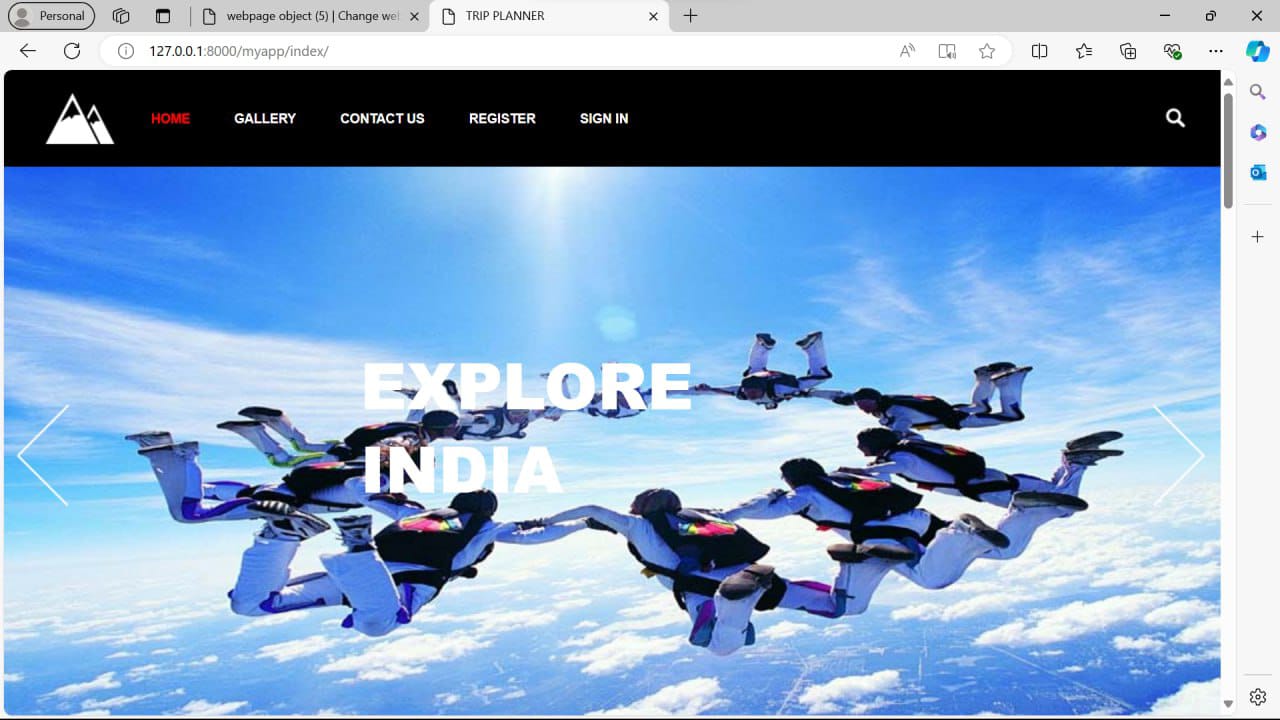 Personal
webpage object (5) | Change we
TRIP PLANNER
127.0.0.1:8000/myapp/index/
HOME GALLERY CONTACT US REGISTER SIGN IN
EXPLORE
INDIA